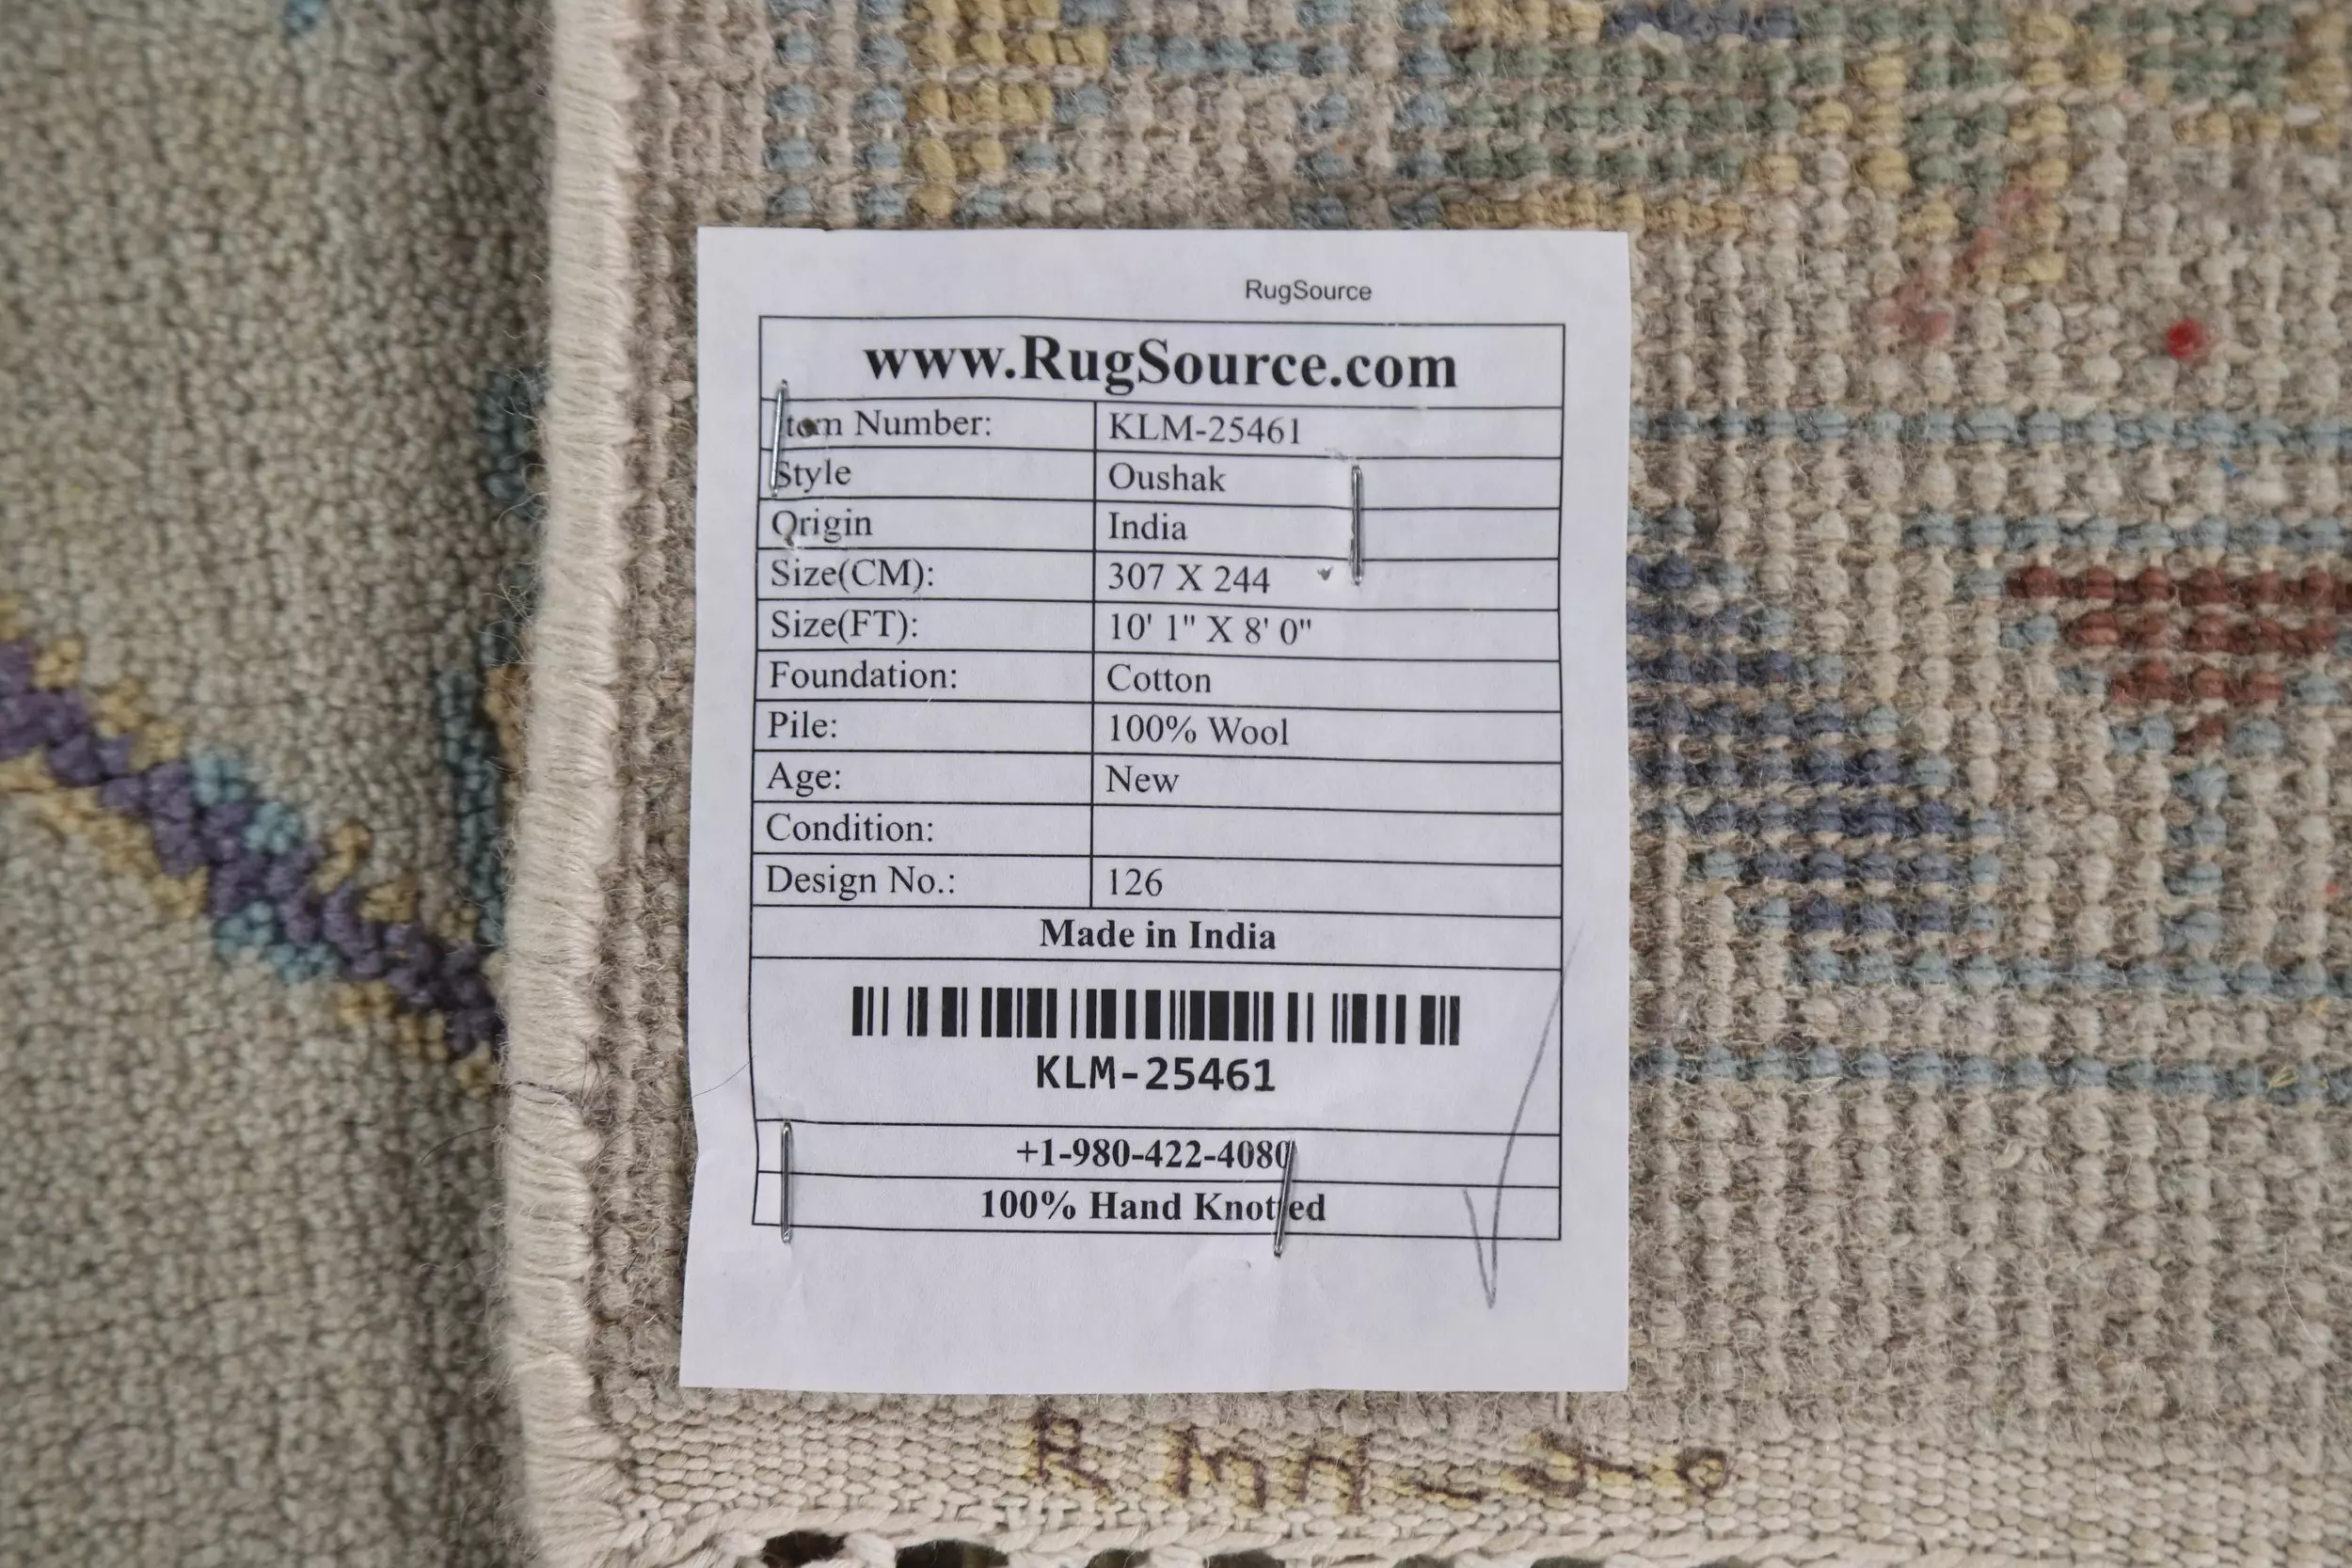 RugSource
www.RugSource.com
Item Number: KLM-25461
Style Oushak
Origin India
Size(CM): 307 X 244
Size(FT): 10' 1" X 8' 0"
Foundation: Cotton
Pile: 100% Wool
Age: New
Condition:
Design No.: 126
Made in India
KLM-25461
+1-980-422-4080
100% Hand Knotted